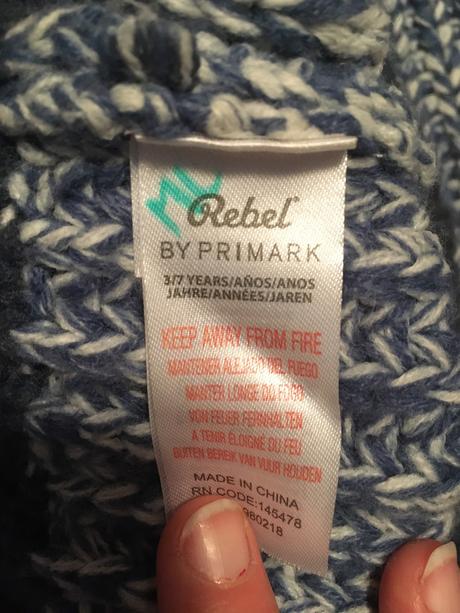 ML
Rebel
BY PRIMARK
3/7 YEARS/AÑOS/ANOS
JAHRE/ANNÉES/JAREN
KEEP AWAY FROM FIRE
MANTENER ALEJADO DEL FUEGO
MANTER LONGE DO FOGO
VON FEUER FERNHALTEN
A TENIR ÉLOIGNÉ DU FEU
BUITEN BEREIK VAN VUUR HOUDEN
MADE IN CHINA
RN CODE:145478
980218